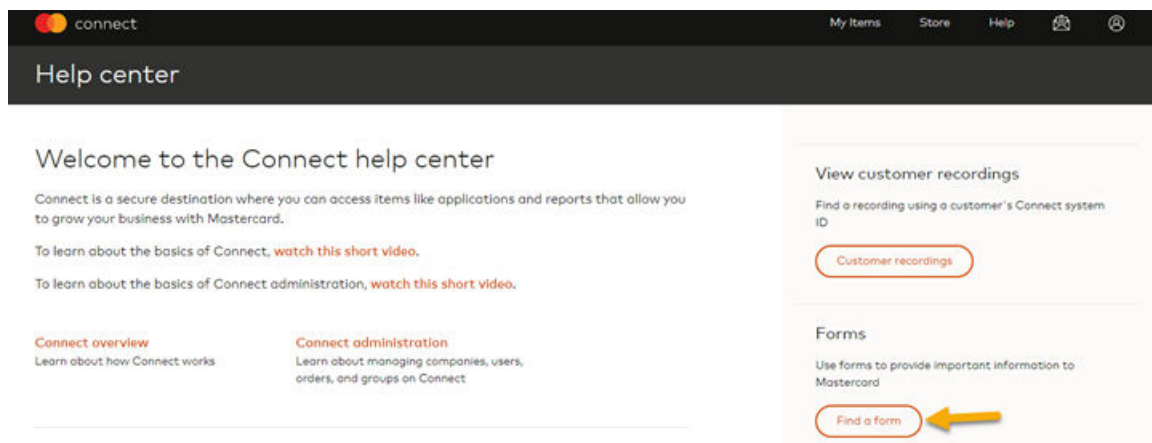 connect
My Items
Store
Help
Help center
Welcome to the Connect help center
Connect is a secure destination where you can access items like applications and reports that allow you
to grow your business with Mastercard.
To learn about the basics of Connect, watch this short video.
To learn about the basics of Connect administration, watch this short video.
Connect overview
Learn about how Connect works
Connect administration
Learn about managing companies, users,
orders, and groups on Connect
View customer recordings
Find a recording using a customer's Connect system
ID
Customer recordings
Forms
Use forms to provide important information to
Mastercard
Find a form